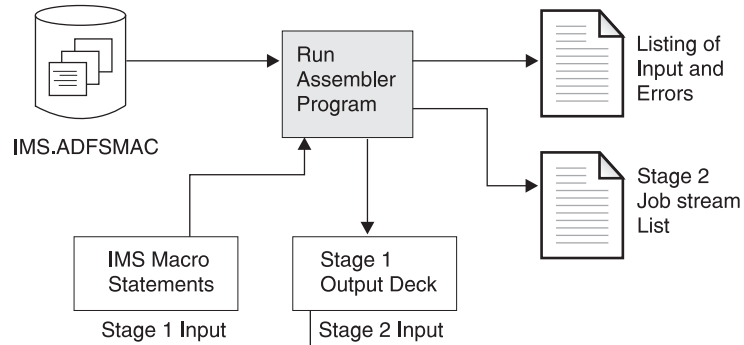 Run
Assembler
Program
Listing of
Input and
Errors
IMS.ADFSMAC
Stage 2
Job stream
List
IMS Macro
Statements
Stage 1
Output Deck
Stage 1 Input
Stage 2 Input